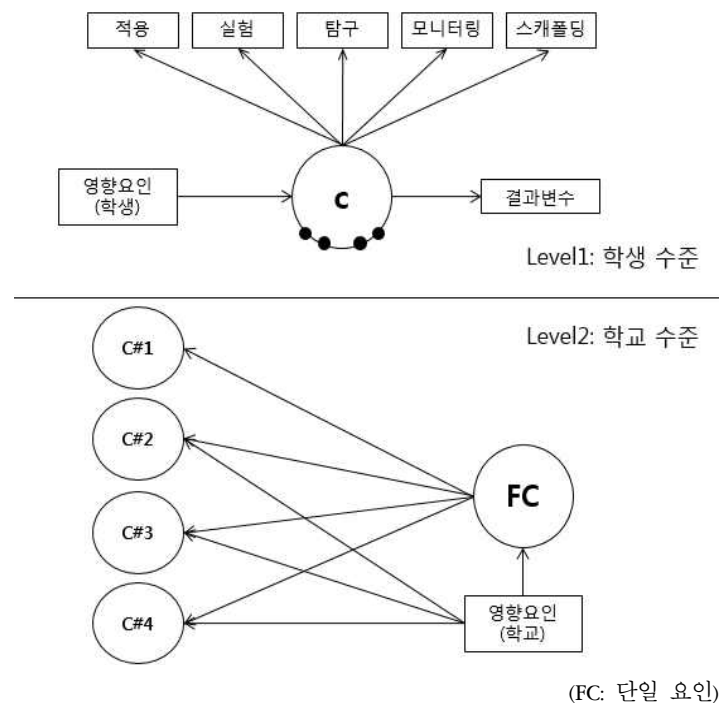 적용
실험
탐구
모니터링
스캐폴딩
영향요인
(학생)
c
결과변수
Level1: 학생 수준
Level2: 학교 수준
C#1
C#2
C#3
C#4
FC
영향요인
(학교)
(FC: 단일 요인)